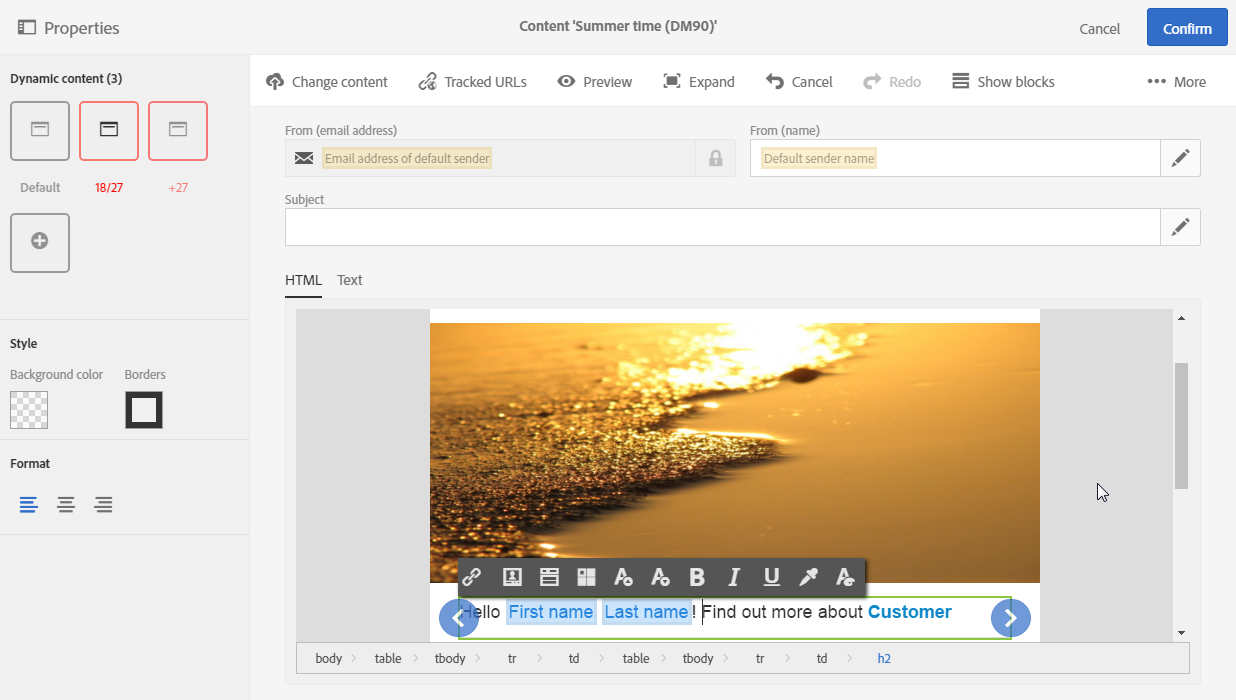 Properties
Content 'Summer time (DM90)'
Cancel
Confirm
Dynamic content (3)
Default
18/27
+27
Style
Background color
Borders
Format
Change content
Tracked URLs
Preview
Expand
Cancel
Redo
Show blocks
More
From (email address)
Email address of default sender
From (name)
Default sender name
Subject
HTML
Text
B I U
Hello First name Last name! Find out more about Customer
body table tbody tr td table tbody tr td h2